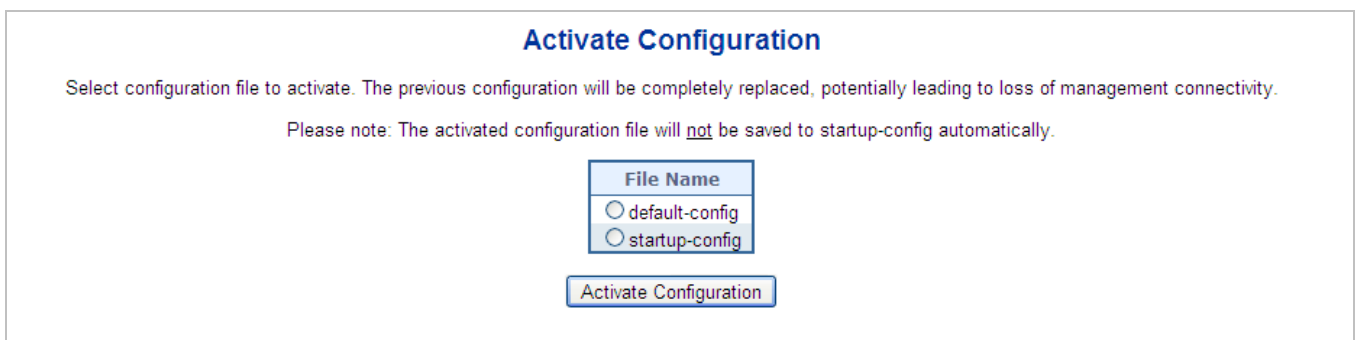 Activate Configuration
Select configuration file to activate. The previous configuration will be completely replaced, potentially leading to loss of management connectivity.
Please note: The activated configuration file will not be saved to startup-config automatically.
File Name
default-config
startup-config
Activate Configuration